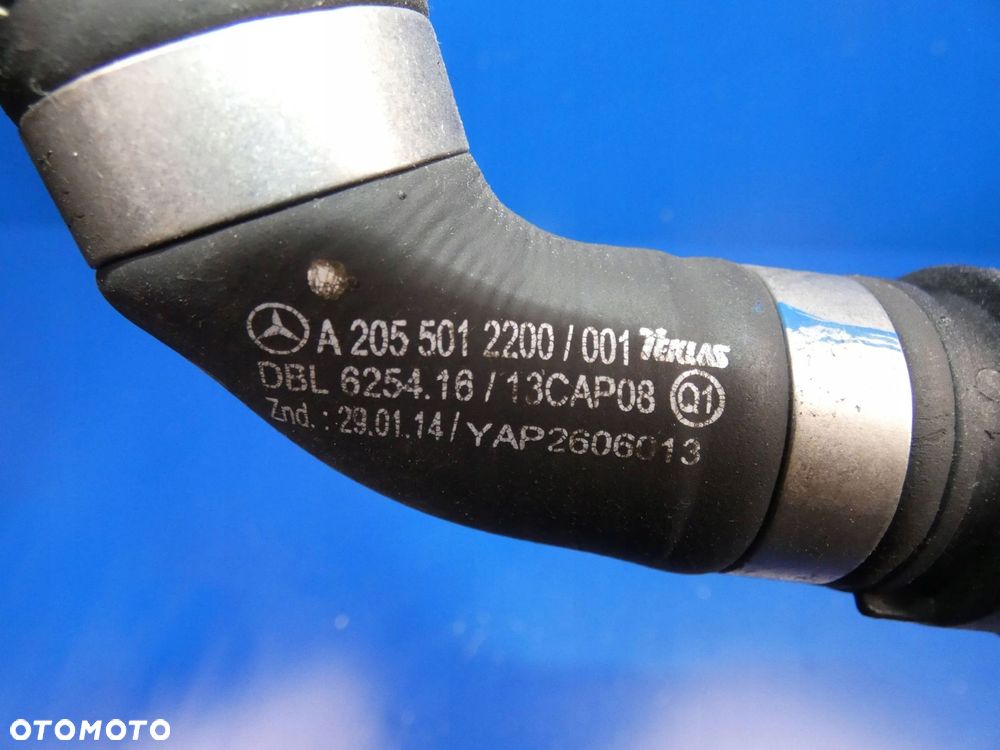 A 205 501 2200 / 001 TEKLAS
DBL 6254.16 / 13CAP08 Q1
Znd. : 29.01.14 / YAP2606013
OTOMOTO